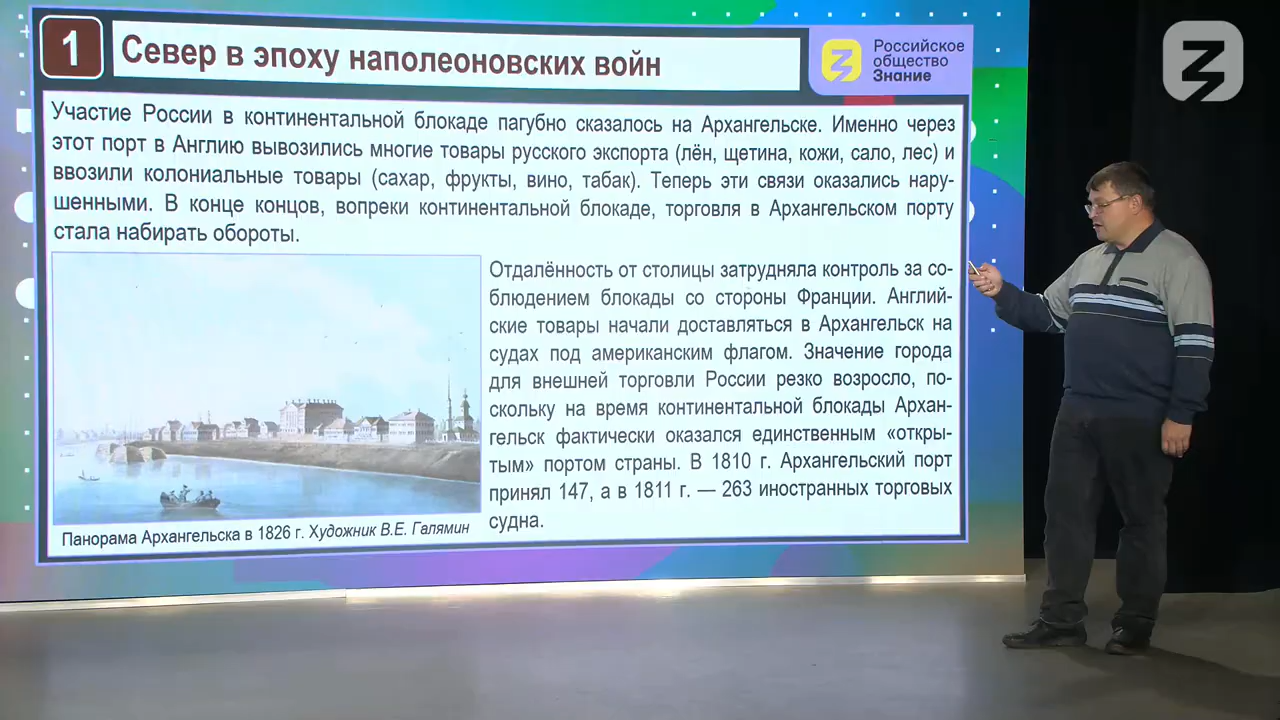 1
Север в эпоху наполеоновских войн
Российское
общество
Знание
Участие России в континентальной блокаде пагубно сказалось на Архангельске. Именно через
этот порт в Англию вывозились многие товары русского экспорта (лён, щетина, кожи, сало, лес) и
ввозили колониальные товары (сахар, фрукты, вино, табак). Теперь эти связи оказались нару-
шенными. В конце концов, вопреки континентальной блокаде, торговля в Архангельском порту
стала набирать обороты.
Отдалённость от столицы затрудняла контроль за со-
блюдением блокады со стороны Франции. Англий-
ские товары начали доставляться в Архангельск на
судах под американским флагом. Значение города
для внешней торговли России резко возросло, по-
скольку на время континентальной блокады Архан-
гельск фактически оказался единственным «откры-
тым» портом страны. В 1810 г. Архангельский порт
принял 147, а в 1811 г. — 263 иностранных торговых
судна.
Панорама Архангельска в 1826 г. Художник В.Е. Галямин